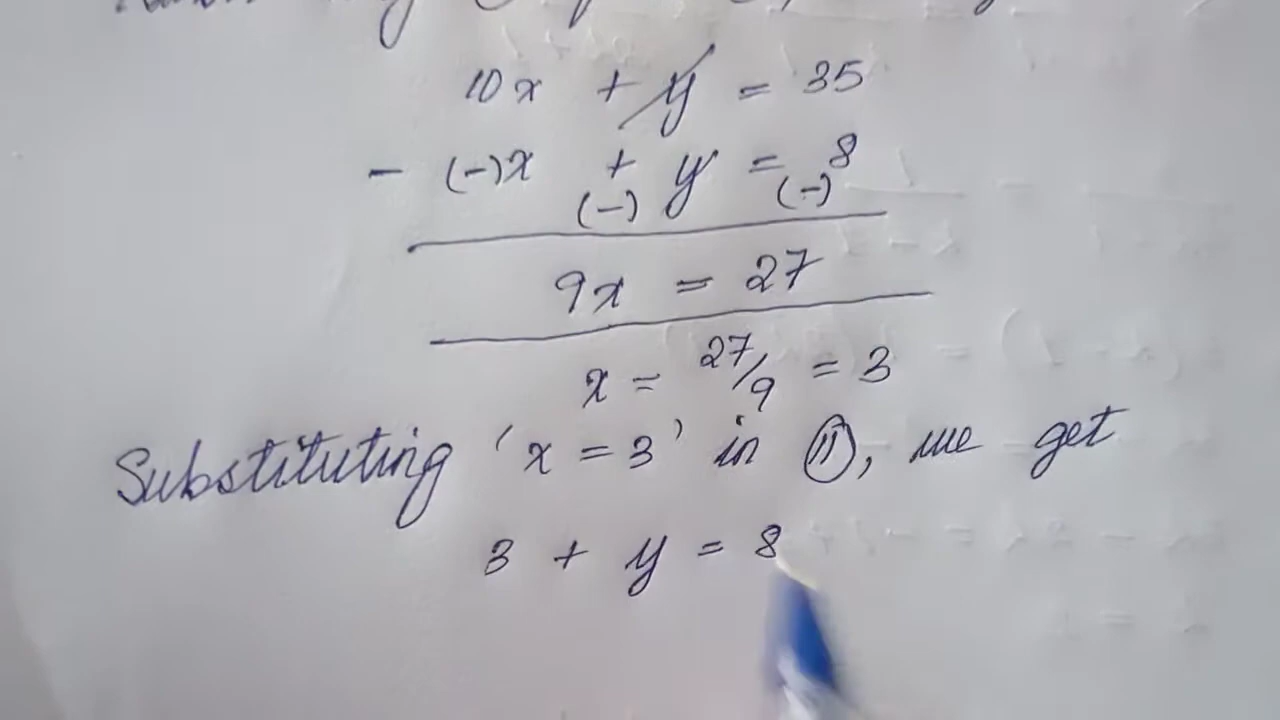 10x + y = 35
- (-)x + y = 8
(-) (-)
9x = 27
x = 27/9 = 3
Substituting 'x = 3' in (II), we get
3 + y = 8